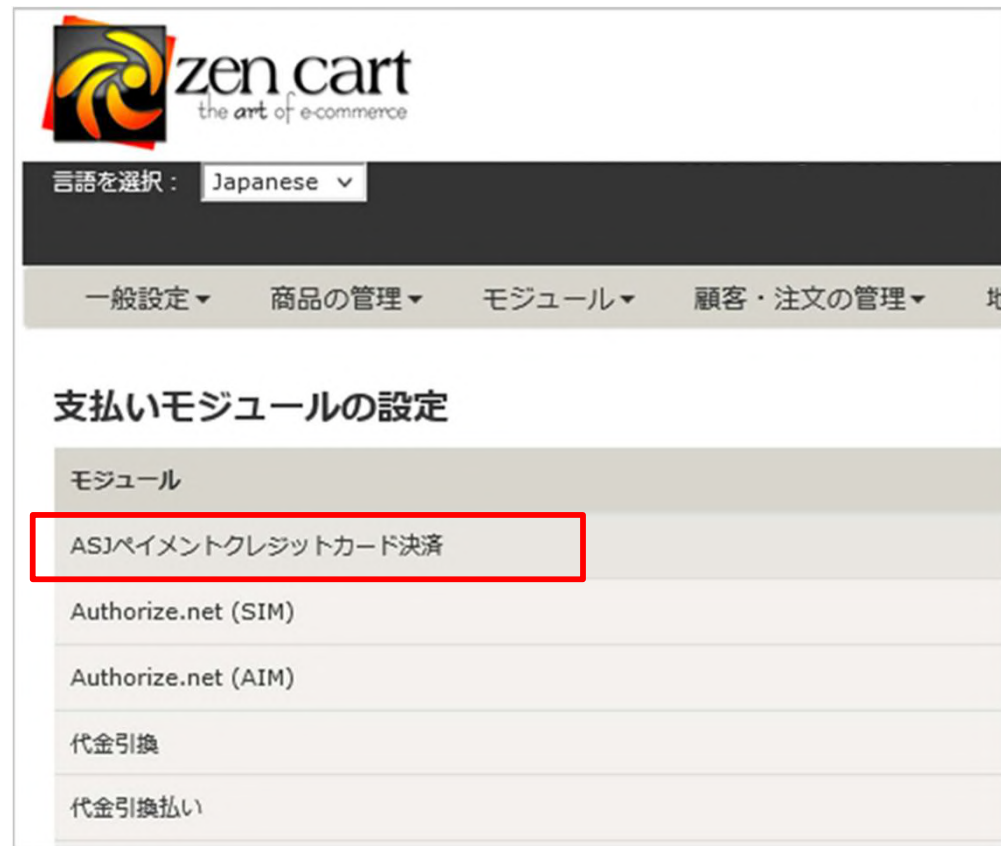 zen cart
the art of e-commerce
言語を選択： Japanese
一般設定▼ 商品の管理▼ モジュール▼ 顧客・注文の管理▼ 地
支払いモジュールの設定
モジュール
ASJペイメントクレジットカード決済
Authorize.net (SIM)
Authorize.net (AIM)
代金引換
代金引換払い